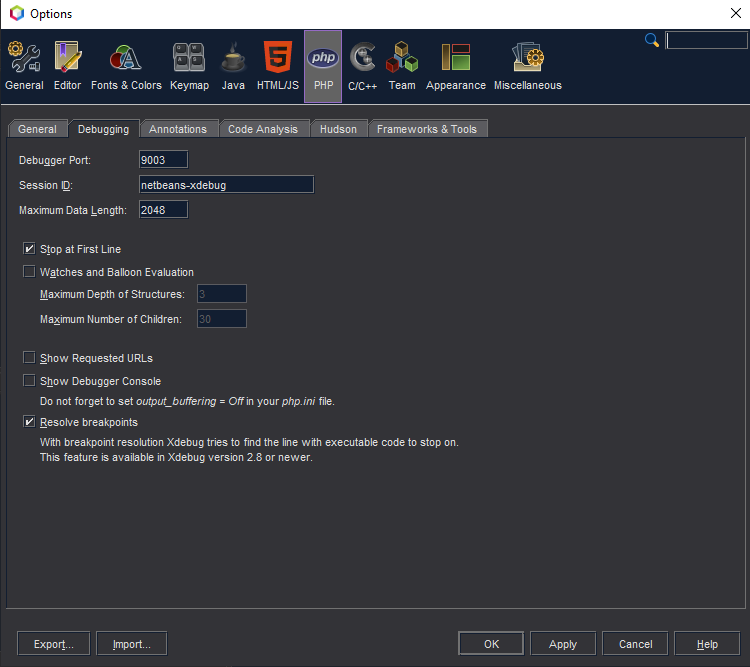 Options
General Editor Fonts & Colors Keymap Java HTML/JS PHP C/C++ Team Appearance Miscellaneous
General Debugging Annotations Code Analysis Hudson Frameworks & Tools
Debugger Port: 9003
Session ID: netbeans-xdebug
Maximum Data Length: 2048
Stop at First Line
Watches and Balloon Evaluation
Maximum Depth of Structures: 3
Maximum Number of Children: 30
Show Requested URLs
Show Debugger Console
Do not forget to set output_buffering = Off in your php.ini file.
Resolve breakpoints
With breakpoint resolution Xdebug tries to find the line with executable code to stop on.
This feature is available in Xdebug version 2.8 or newer.
Export... Import... OK Apply Cancel Help